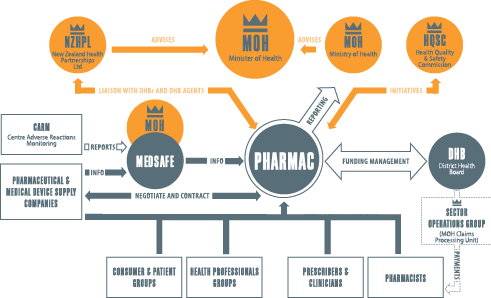 NZHPL
New Zealand Health
Partnerships
Ltd
ADVISES
MOH
Minister of Health
ADVISES
MOH
Ministry of Health
HQSC
Health Quality
& Safety
Commission
LIAISON WITH DHBs AND DHB AGENTS
REPORTING
INITIATIVES
CARM
Centre Adverse Reactions
Monitoring
REPORTS
MOH
MEDSAFE
INFO
INFO
PHARMAC
FUNDING MANAGEMENT
DHB
District Health
Board
PHARMACEUTICAL &
MEDICAL DEVICE SUPPLY
COMPANIES
NEGOTIATE AND CONTRACT
SECTOR
OPERATIONS GROUP
(MOH Claims
Processing Unit)
PAYMENTS
CONSUMER & PATIENT
GROUPS
HEALTH PROFESSIONALS
GROUPS
PRESCRIBERS &
CLINICIANS
PHARMACISTS